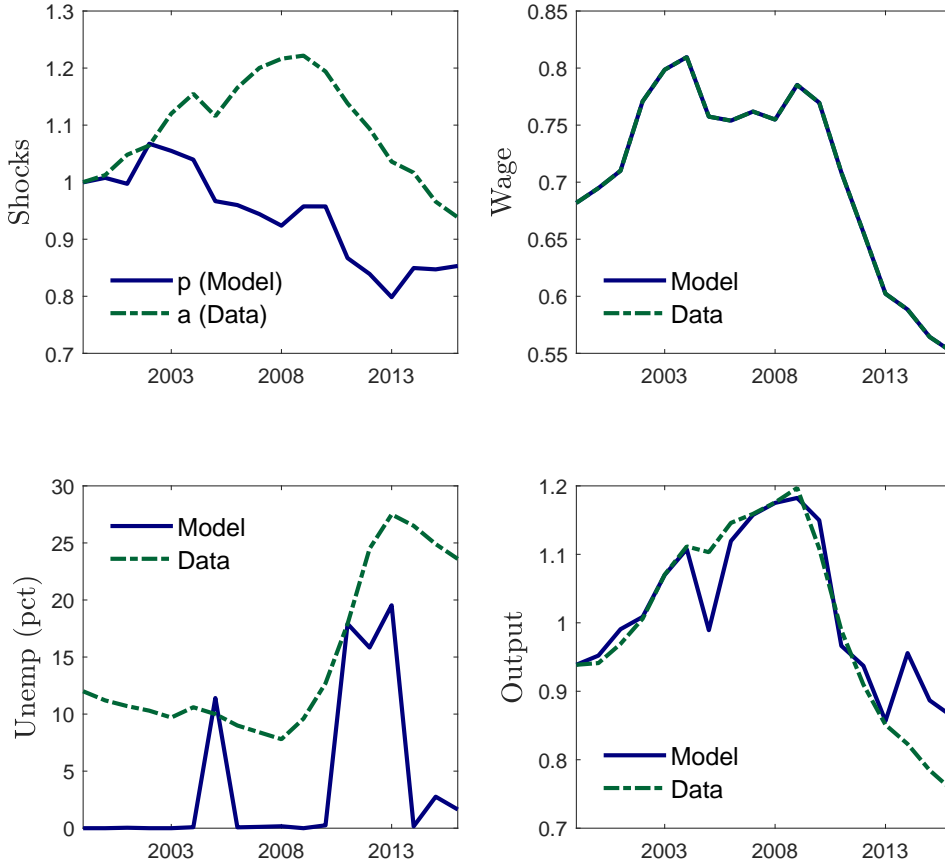 Shocks
1.3
1.2
1.1
1
0.9
0.8
0.7
p (Model)
a (Data)
2003 2008 2013
Wage
0.85
0.8
0.75
0.7
0.65
0.6
0.55
Model
Data
2003 2008 2013
Unemp (pct)
30
25
20
15
10
5
0
Model
Data
2003 2008 2013
Output
1.2
1.1
1
0.9
0.8
0.7
Model
Data
2003 2008 2013